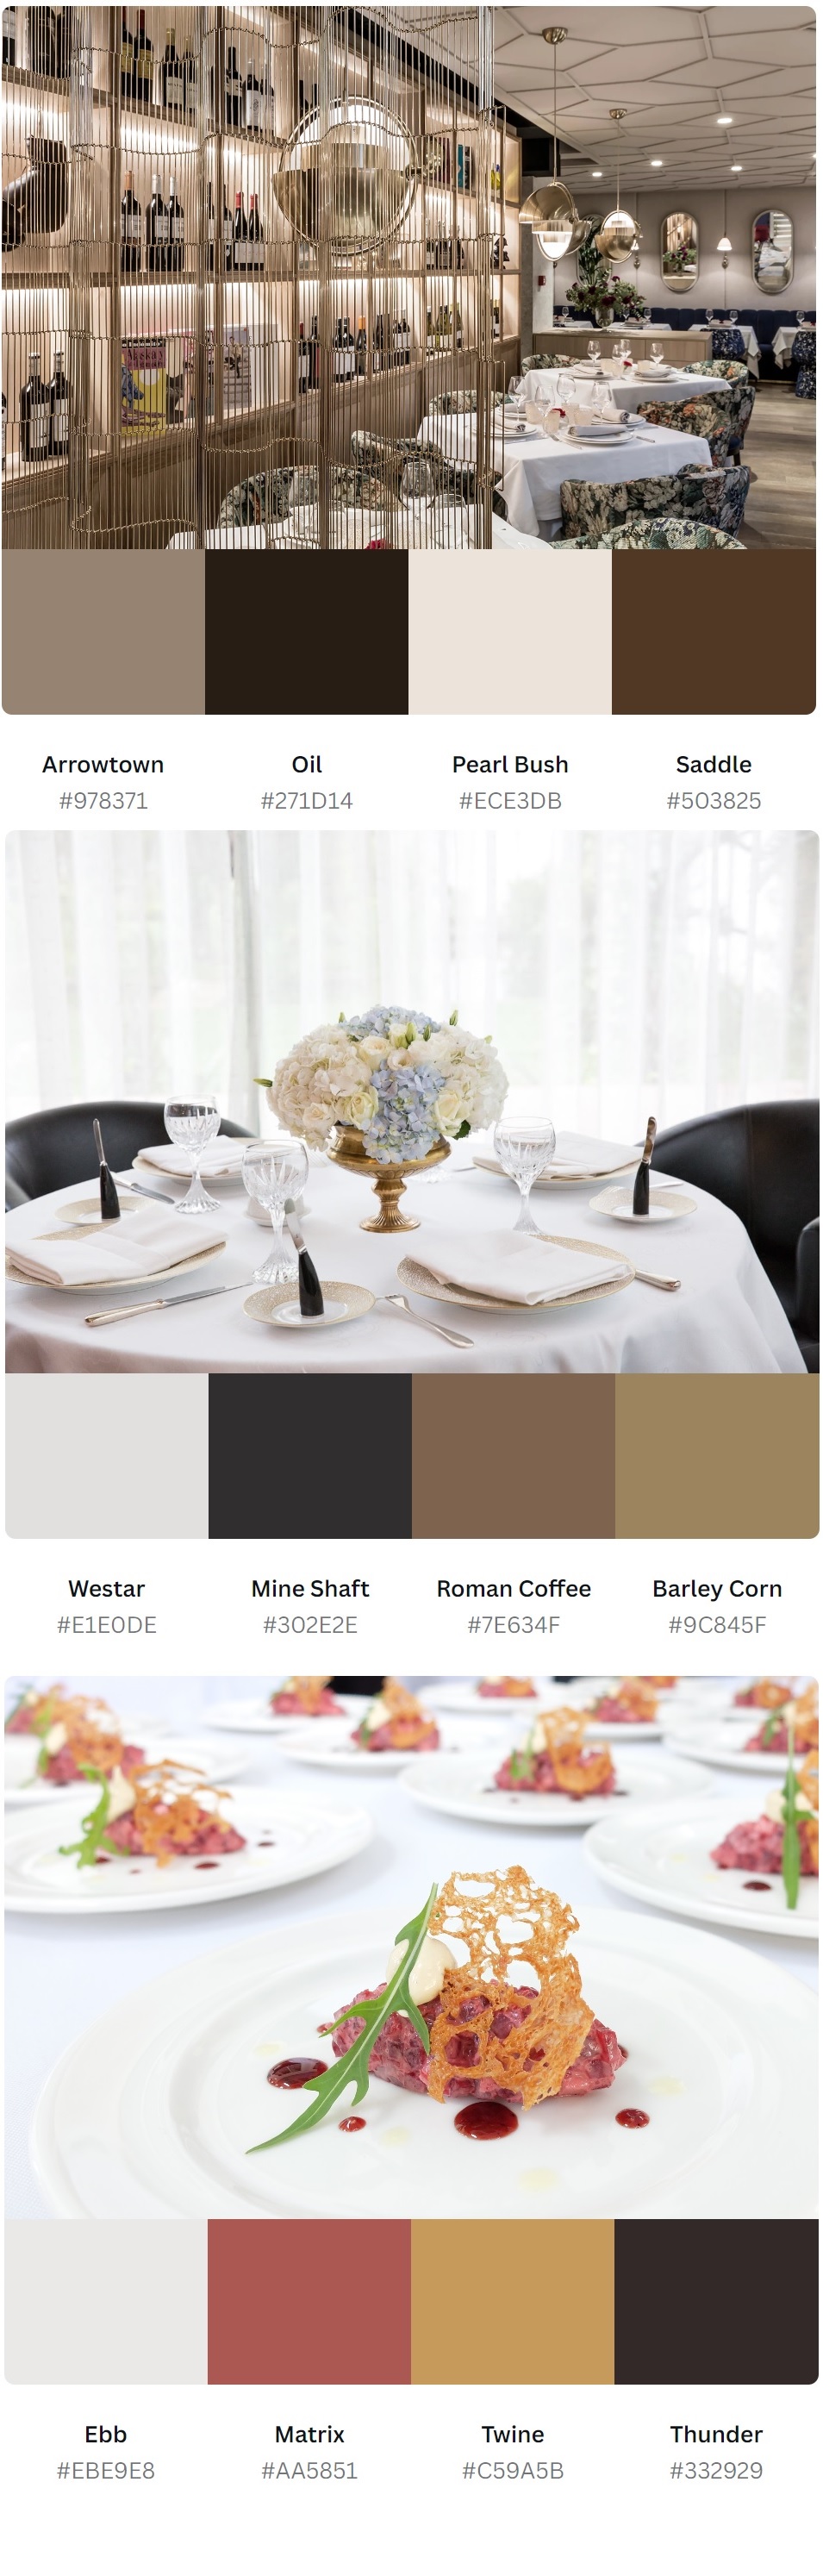 Arrowtown Oil Pearl Bush Saddle
#978371 #271D14 #ECE3DB #503825
Westar Mine Shaft Roman Coffee Barley Corn
#E1E0DE #302E2E #7E634F #9C845F
Ebb Matrix Twine Thunder
#EBE9E8 #AA5851 #C59A5B #332929